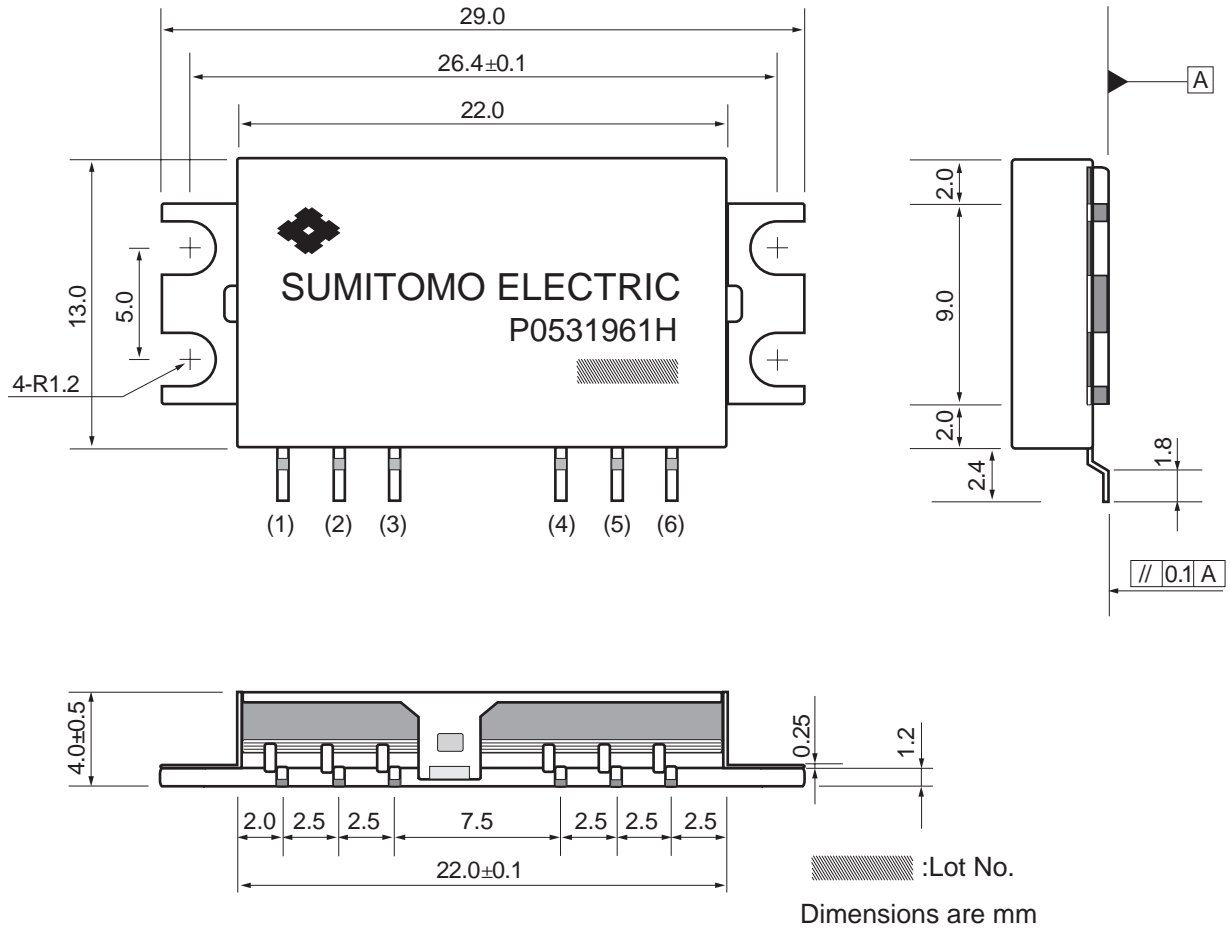 29.0
26.4±0.1
22.0
A
13.0
5.0
SUMITOMO ELECTRIC
P0531961H
4-R1.2
2.0
9.0
2.0
2.4
1.8
(1) (2) (3) (4) (5) (6)
// 0.1 A
4.0±0.5
0.25
1.2
2.0 2.5 2.5 7.5 2.5 2.5 2.5
22.0±0.1
:Lot No.
Dimensions are mm